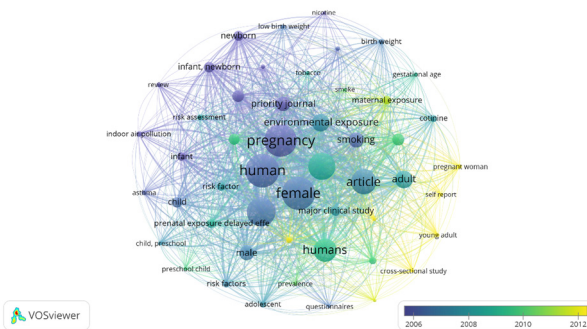 nicotine
low birth weight
newborn
birth weight
infant, newborn
tobacco
gestational age
review
smoke
maternal exposure
priority journal
risk assessment
environmental exposure
cotinine
indoor air pollution
pregnancy
smoking
infant
pregnant woman
human
article
adult
risk factor
female
asthma
self report
child
major clinical study
prenatal exposure delayed effe
young adult
child, preschool
male
humans
preschool child
cross-sectional study
risk factors
prevalence
adolescent
questionnaires
VOSviewer
2006
2008
2010
2012